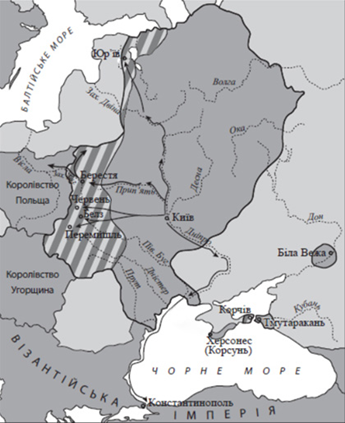 БАЛТІЙСЬКЕ МОРЕ
Юр'їв
Волга
Зах. Двіна
Ока
Десна
Вісла
Зах.
Берестя
Прип'ять
Королівство
Польща
Червень
Белз
Перемишль
Київ
Дніпро
Дон
Біла Вежа
Півд. Буг
Дністер
Прут
Королівство
Угорщина
Корчів
Тмутаракань
Кубань
Херсонес
(Корсунь)
ЧОРНЕ МОРЕ
ВІЗАНТІЙСЬКА
Константинополь
ІМПЕРІЯ